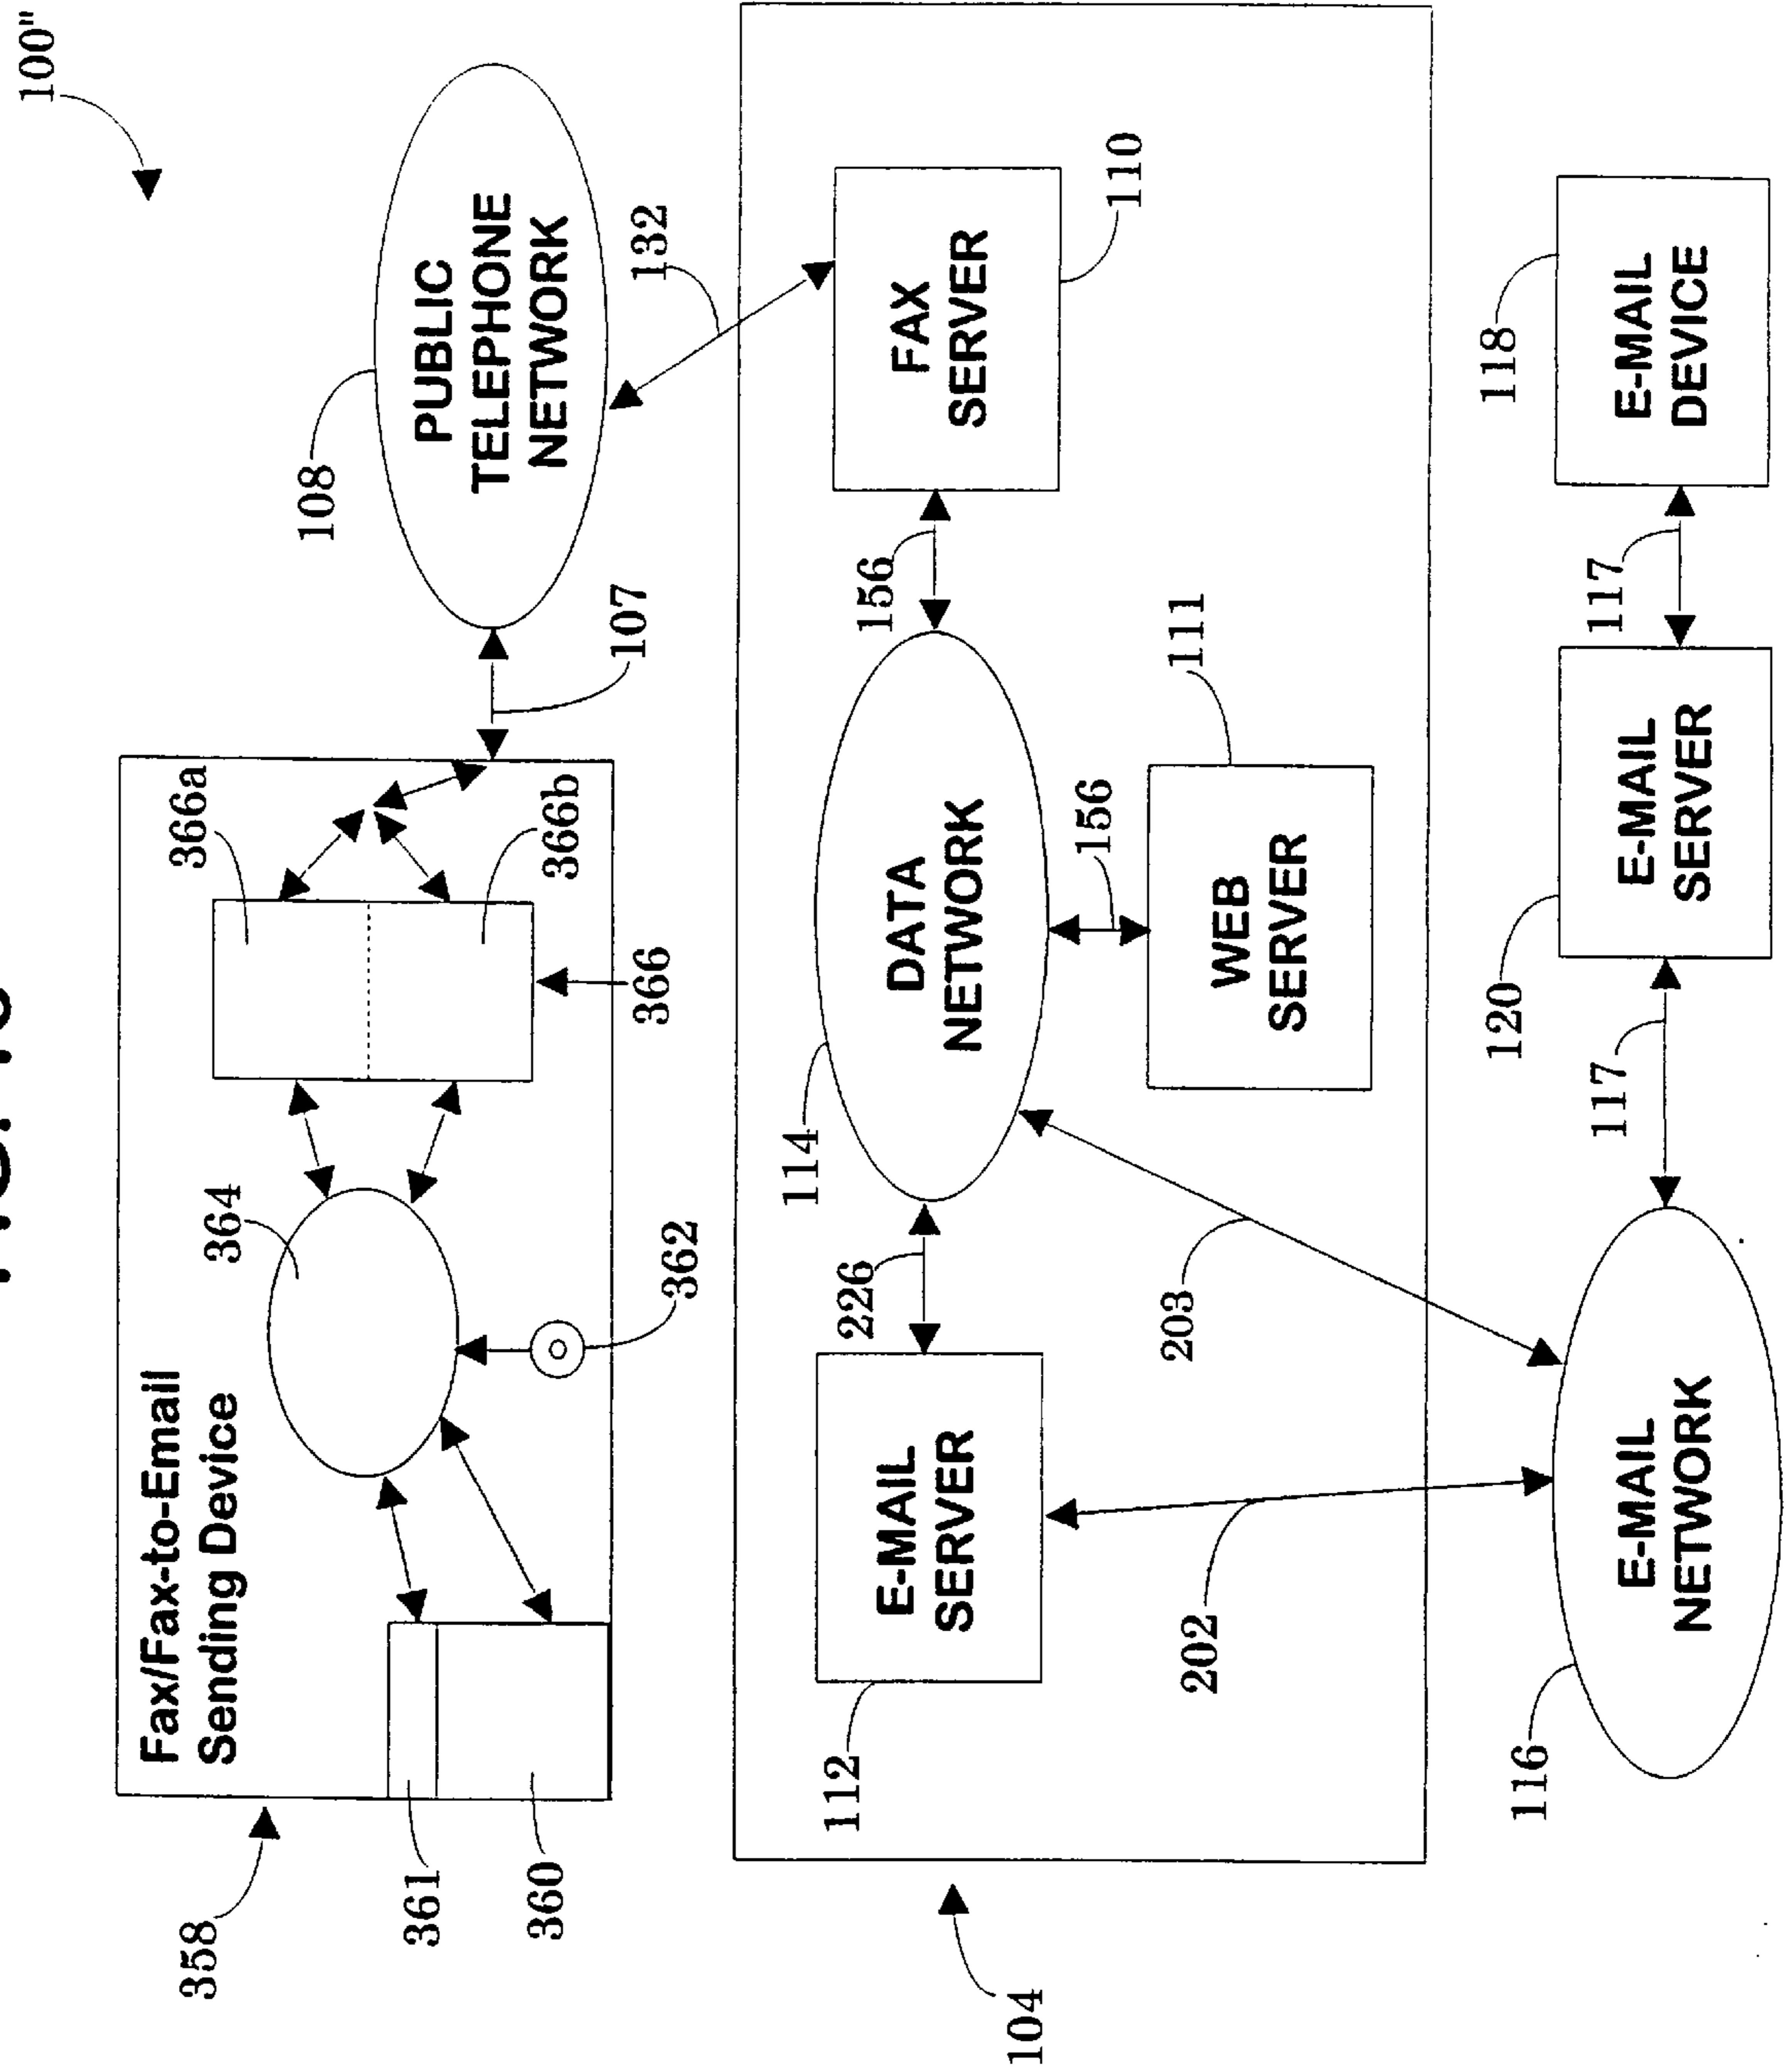 100"
Fax/Fax-to-Email
Sending Device
358
361
360
364
362
366a
366b
366
107
108
PUBLIC
TELEPHONE
NETWORK
132
104
112
E-MAIL
SERVER
226
114
DATA
NETWORK
156
FAX
SERVER
110
156
111
WEB
SERVER
202
203
116
E-MAIL
NETWORK
117
120
E-MAIL
SERVER
117
118
E-MAIL
DEVICE